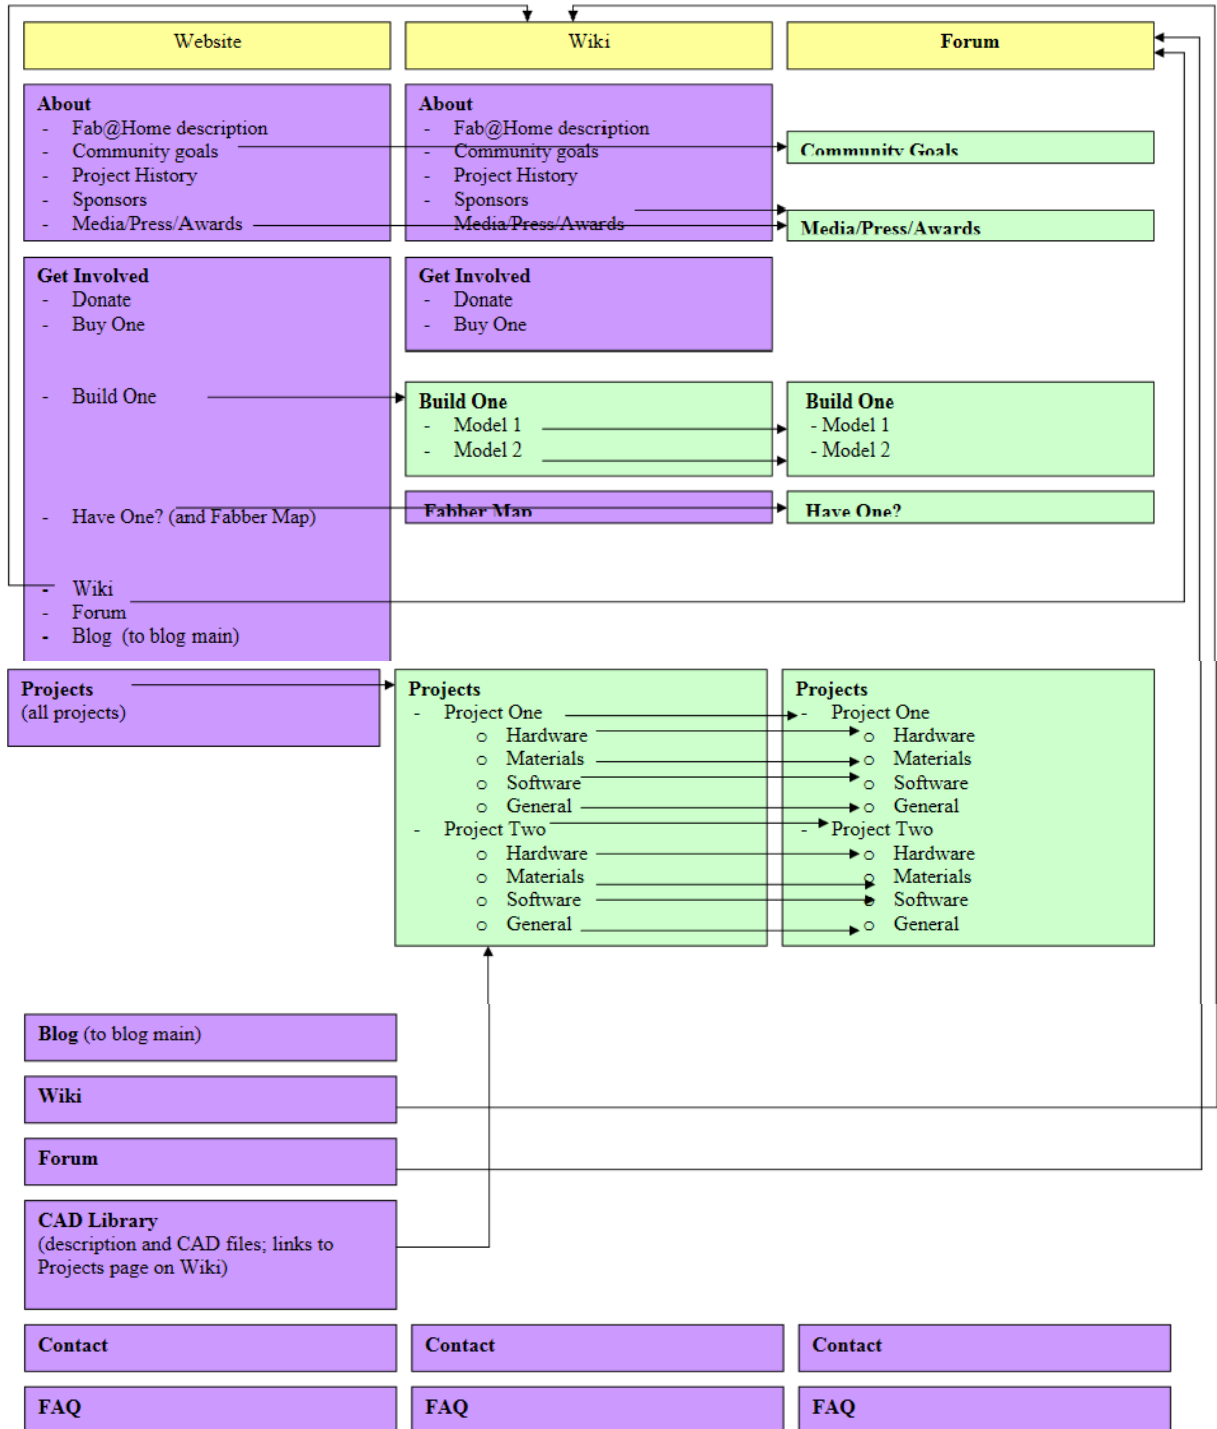 Website
Wiki
Forum
About
- Fab@Home description
- Community goals
- Project History
- Sponsors
- Media/Press/Awards
About
- Fab@Home description
- Community goals
- Project History
- Sponsors
Media/Press/Awards
Community Goals
Media/Press/Awards
Get Involved
- Donate
- Buy One
- Build One
- Have One? (and Fabber Map)
- Wiki
- Forum
- Blog (to blog main)
Get Involved
- Donate
- Buy One
Build One
- Model 1
- Model 2
Build One
- Model 1
- Model 2
Fabber Map
Have One?
Projects
(all projects)
Projects
- Project One
o Hardware
o Materials
o Software
o General
- Project Two
o Hardware
o Materials
o Software
o General
Projects
- Project One
o Hardware
o Materials
o Software
o General
- Project Two
o Hardware
o Materials
o Software
o General
Blog (to blog main)
Wiki
Forum
CAD Library
(description and CAD files; links to
Projects page on Wiki)
Contact
Contact
Contact
FAQ
FAQ
FAQ